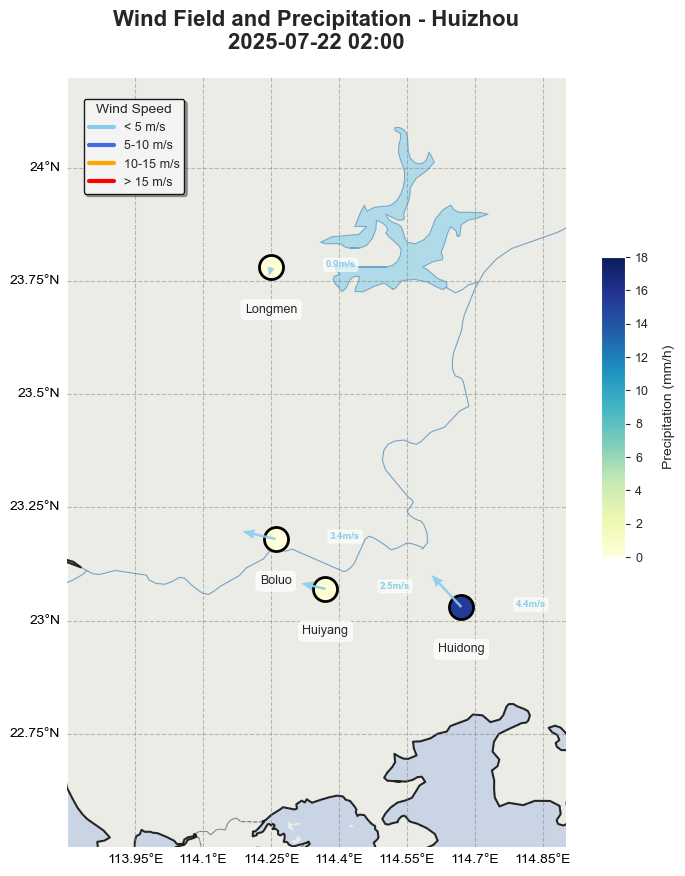 Wind Field and Precipitation - Huizhou
2025-07-22 02:00
Wind Speed
< 5 m/s
5-10 m/s
10-15 m/s
> 15 m/s
24°N
23.75°N
23.5°N
23.25°N
23°N
22.75°N
0.9m/s
Longmen
3.4m/s
Boluo
2.5m/s
Huiyang
4.4m/s
Huidong
113.95°E
114.1°E
114.25°E
114.4°E
114.55°E
114.7°E
114.85°E
18
16
14
12
10
8
6
4
2
0
Precipitation (mm/h)